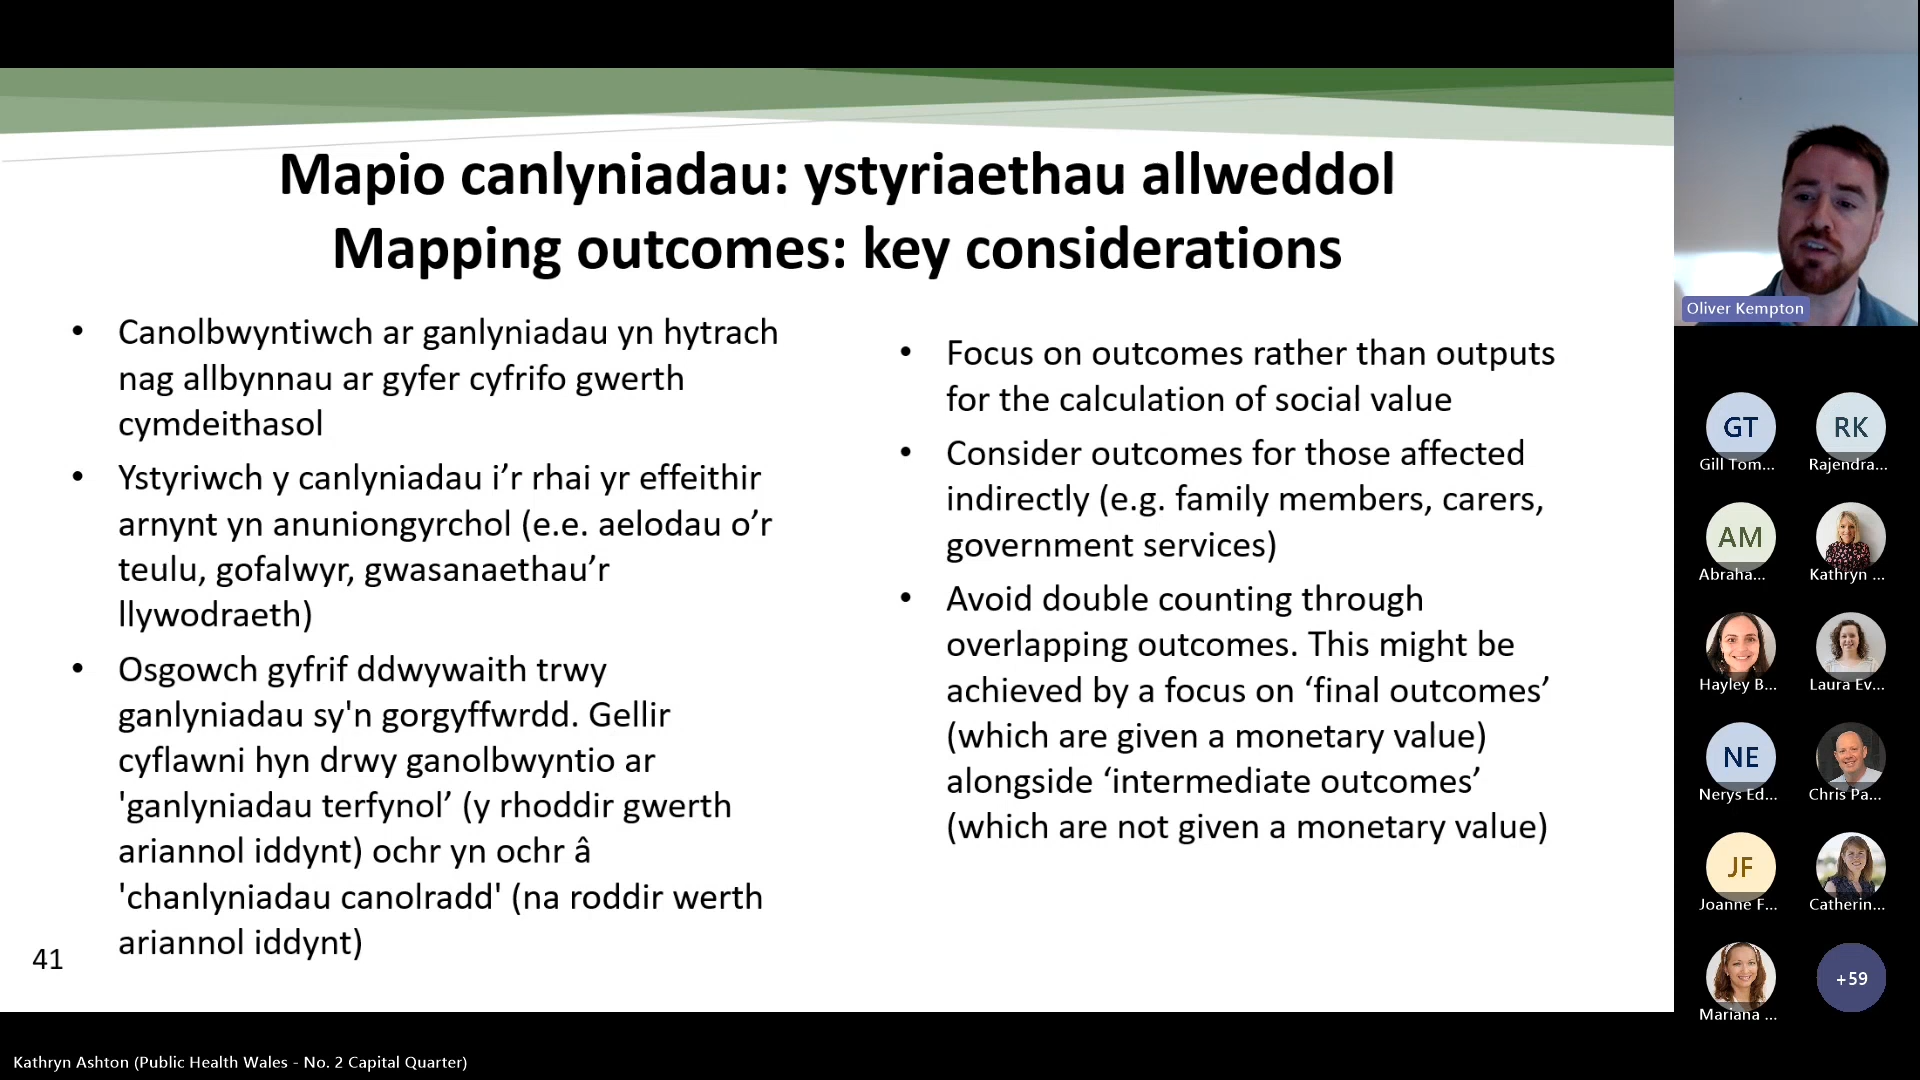 Mapio canlyniadau: ystyriaethau allweddol
Mapping outcomes: key considerations
• Canolbwyntiwch ar ganlyniadau yn hytrach
nag allbynnau ar gyfer cyfrifo gwerth
cymdeithasol
• Ystyriwch y canlyniadau i’r rhai yr effeithir
arnynt yn anuniongyrchol (e.e. aelodau o’r
teulu, gofalwyr, gwasanaethau’r
llywodraeth)
• Osgowch gyfrif ddwywaith trwy
ganlyniadau sy'n gorgyffwrdd. Gellir
cyflawni hyn drwy ganolbwyntio ar
'ganlyniadau terfynol’ (y rhoddir gwerth
ariannol iddynt) ochr yn ochr â
'chanlyniadau canolradd' (na roddir werth
ariannol iddynt)
• Focus on outcomes rather than outputs
for the calculation of social value
• Consider outcomes for those affected
indirectly (e.g. family members, carers,
government services)
• Avoid double counting through
overlapping outcomes. This might be
achieved by a focus on ‘final outcomes’
(which are given a monetary value)
alongside ‘intermediate outcomes’
(which are not given a monetary value)
41
Oliver Kempton
GT
Gill Tom...
RK
Rajendra...
AM
Abraha...
Kathryn ...
Hayley B...
Laura Ev...
NE
Nerys Ed...
Chris Pa...
JF
Joanne F...
Catherin...
Mariana ...
+59
Kathryn Ashton (Public Health Wales - No. 2 Capital Quarter)